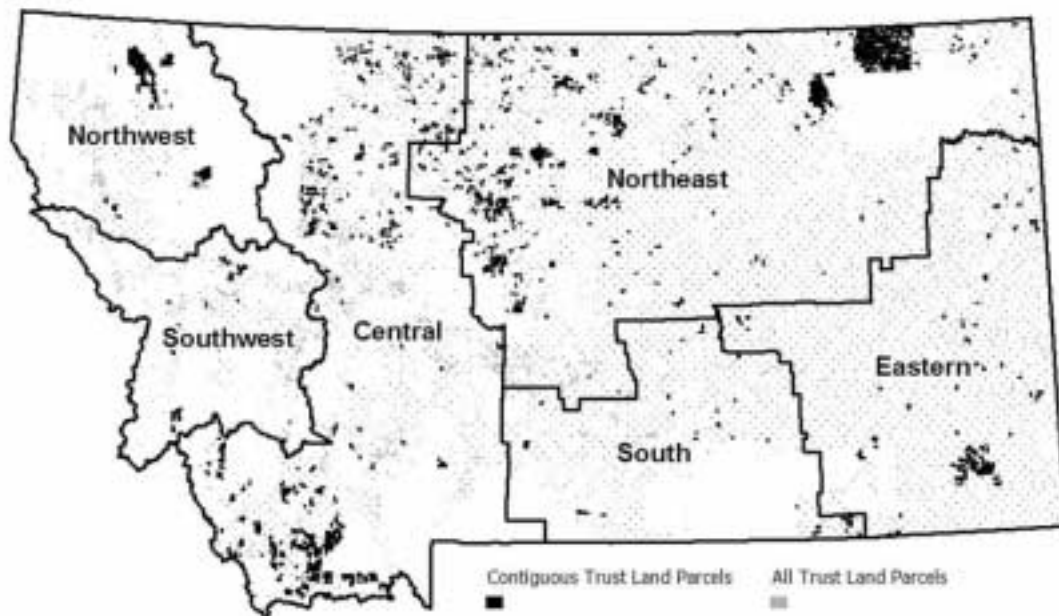 Northwest
Northeast
Southwest
Central
Eastern
South
Contiguous Trust Land Parcels
All Trust Land Parcels